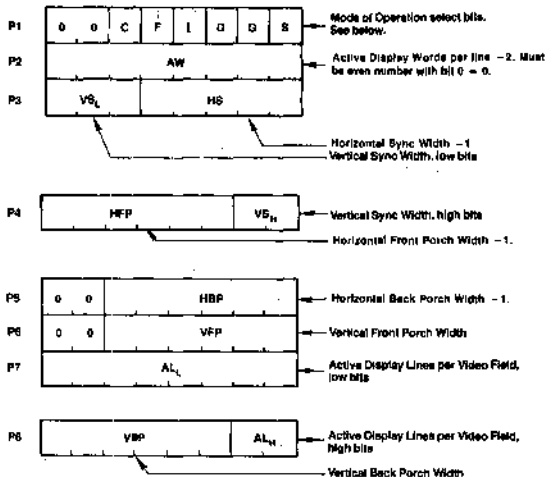 P1 0 0 C F I D G S Mode of Operation select bits.
See below.
P2 AW Active Display Words per line −2. Must
be even number with bit 0 = 0.
P3 VS_L HS
Horizontal Sync Width −1
Vertical Sync Width, low bits
P4 HFP VS_H Vertical Sync Width, high bits
Horizontal Front Porch Width −1.
P5 0 0 HBP Horizontal Back Porch Width −1.
P6 0 0 VFP Vertical Front Porch Width
P7 AL_L Active Display Lines per Video Field,
low bits
P8 VBP AL_H Active Display Lines per Video Field,
high bits
Vertical Back Porch Width